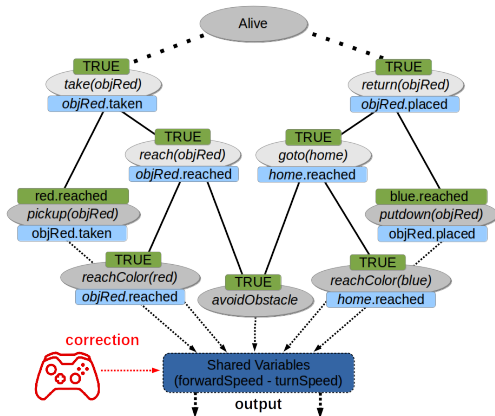 Alive
TRUE
take(objRed)
objRed.taken
TRUE
return(objRed)
objRed.placed
TRUE
reach(objRed)
objRed.reached
TRUE
goto(home)
home.reached
red.reached
pickup(objRed)
objRed.taken
blue.reached
putdown(objRed)
objRed.placed
TRUE
reachColor(red)
objRed.reached
TRUE
avoidObstacle
TRUE
reachColor(blue)
home.reached
correction
Shared Variables
(forwardSpeed - turnSpeed)
output